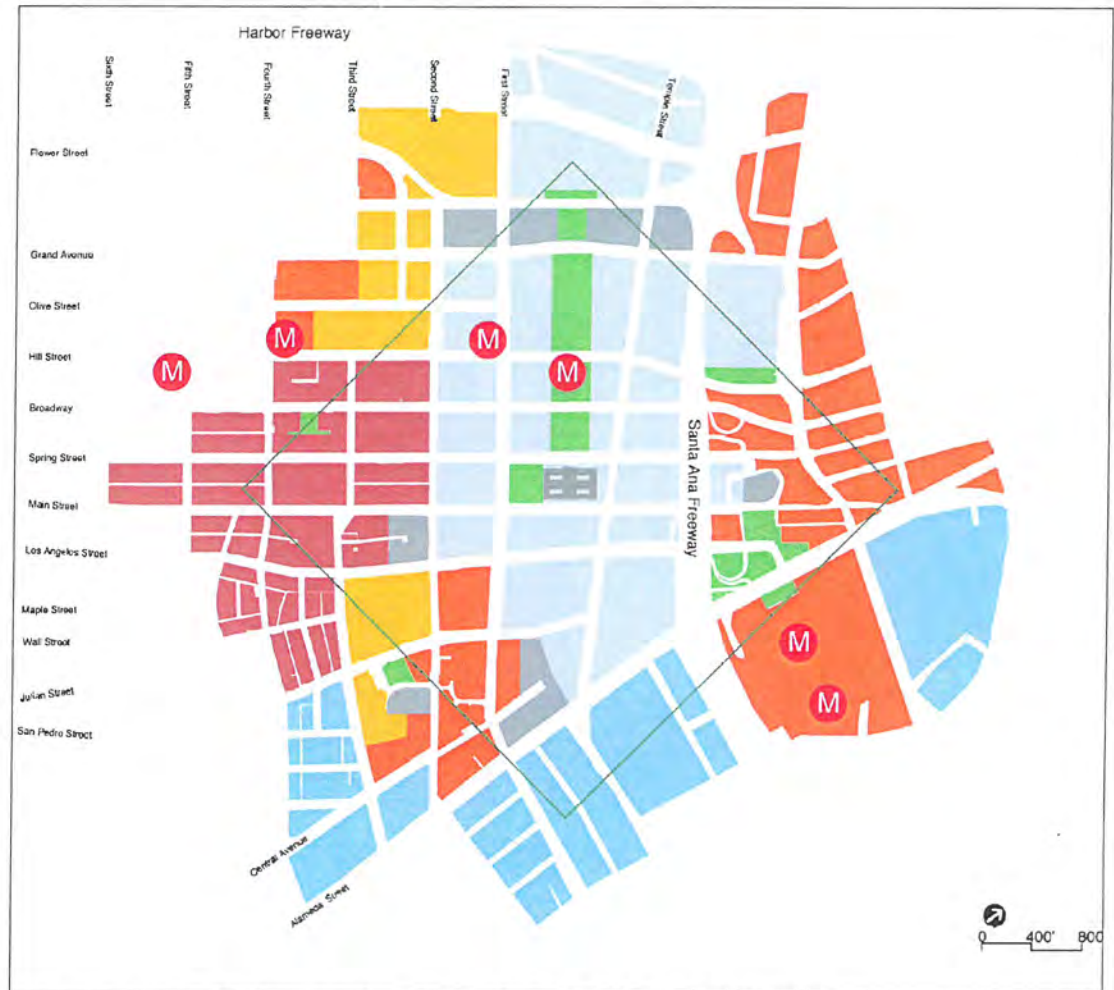 Harbor Freeway
Sixth Street
Fifth Street
Fourth Street
Third Street
Second Street
First Street
Temple Street
Flower Street
Grand Avenue
Olive Street
Hill Street
Broadway
Spring Street
Main Street
Los Angelos Street
Maple Street
Wall Street
Julian Street
San Pedro Street
Central Avenue
Alameda Street
Santa Ana Freeway
M
M
M
M
M
M
0 400' 800